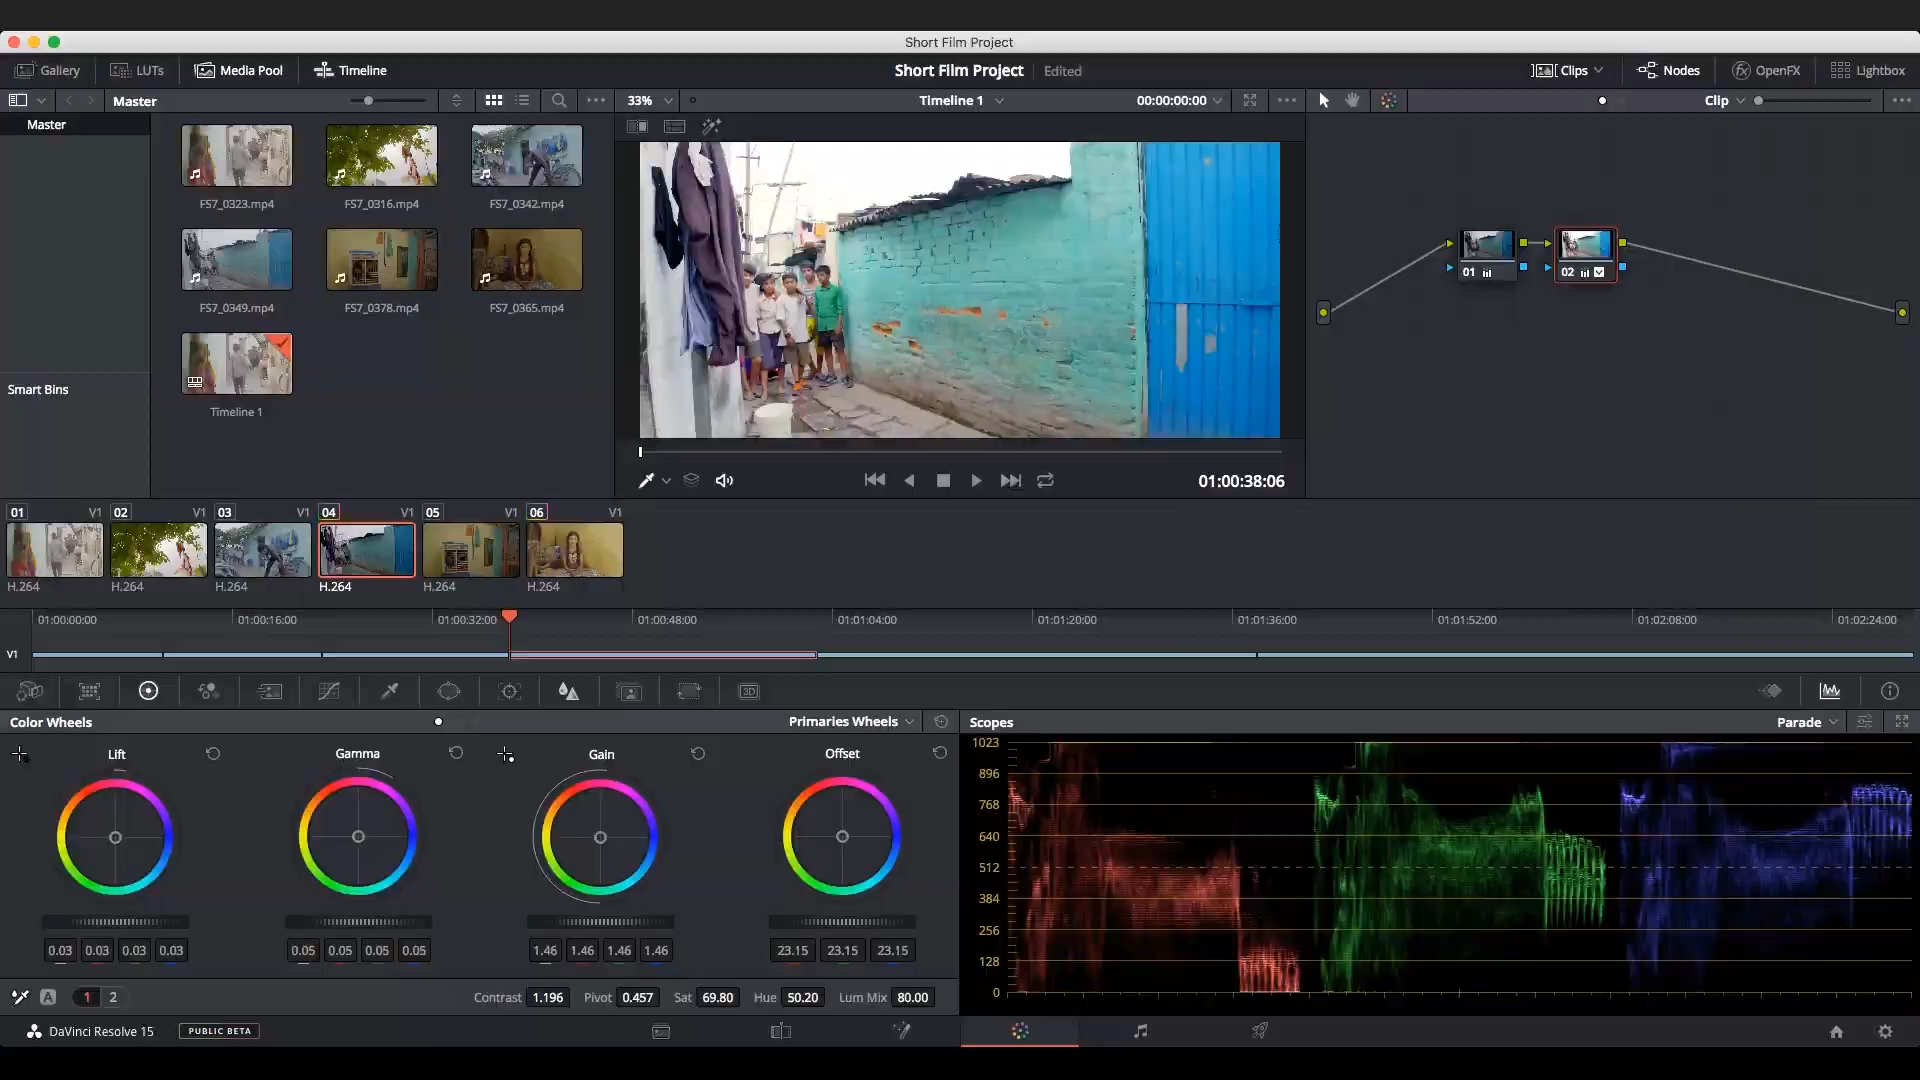 Short Film Project
Gallery LUTs Media Pool Timeline Short Film Project Edited Clips Nodes OpenFX Lightbox
Master 33% Timeline 1 00:00:00:00 Clip
Master
FS7_0323.mp4 FS7_0316.mp4 FS7_0342.mp4
FS7_0349.mp4 FS7_0378.mp4 FS7_0365.mp4
01 02
Smart Bins
Timeline 1
01:00:38:06
01 V1 02 V1 03 V1 04 V1 05 V1 06 V1
H.264 H.264 H.264 H.264 H.264 H.264
01:00:00:00 01:00:16:00 01:00:32:00 01:00:48:00 01:01:04:00 01:01:20:00 01:01:36:00 01:01:52:00 01:02:08:00 01:02:24:00
V1
3D
Color Wheels Primaries Wheels Scopes Parade
Lift Gamma Gain Offset
0.03 0.03 0.03 0.03 0.05 0.05 0.05 0.05 1.46 1.46 1.46 1.46 23.15 23.15 23.15
A 1 2 Contrast 1.196 Pivot 0.457 Sat 69.80 Hue 50.20 Lum Mix 80.00
1023
896
768
640
512
384
256
128
0
DaVinci Resolve 15 PUBLIC BETA